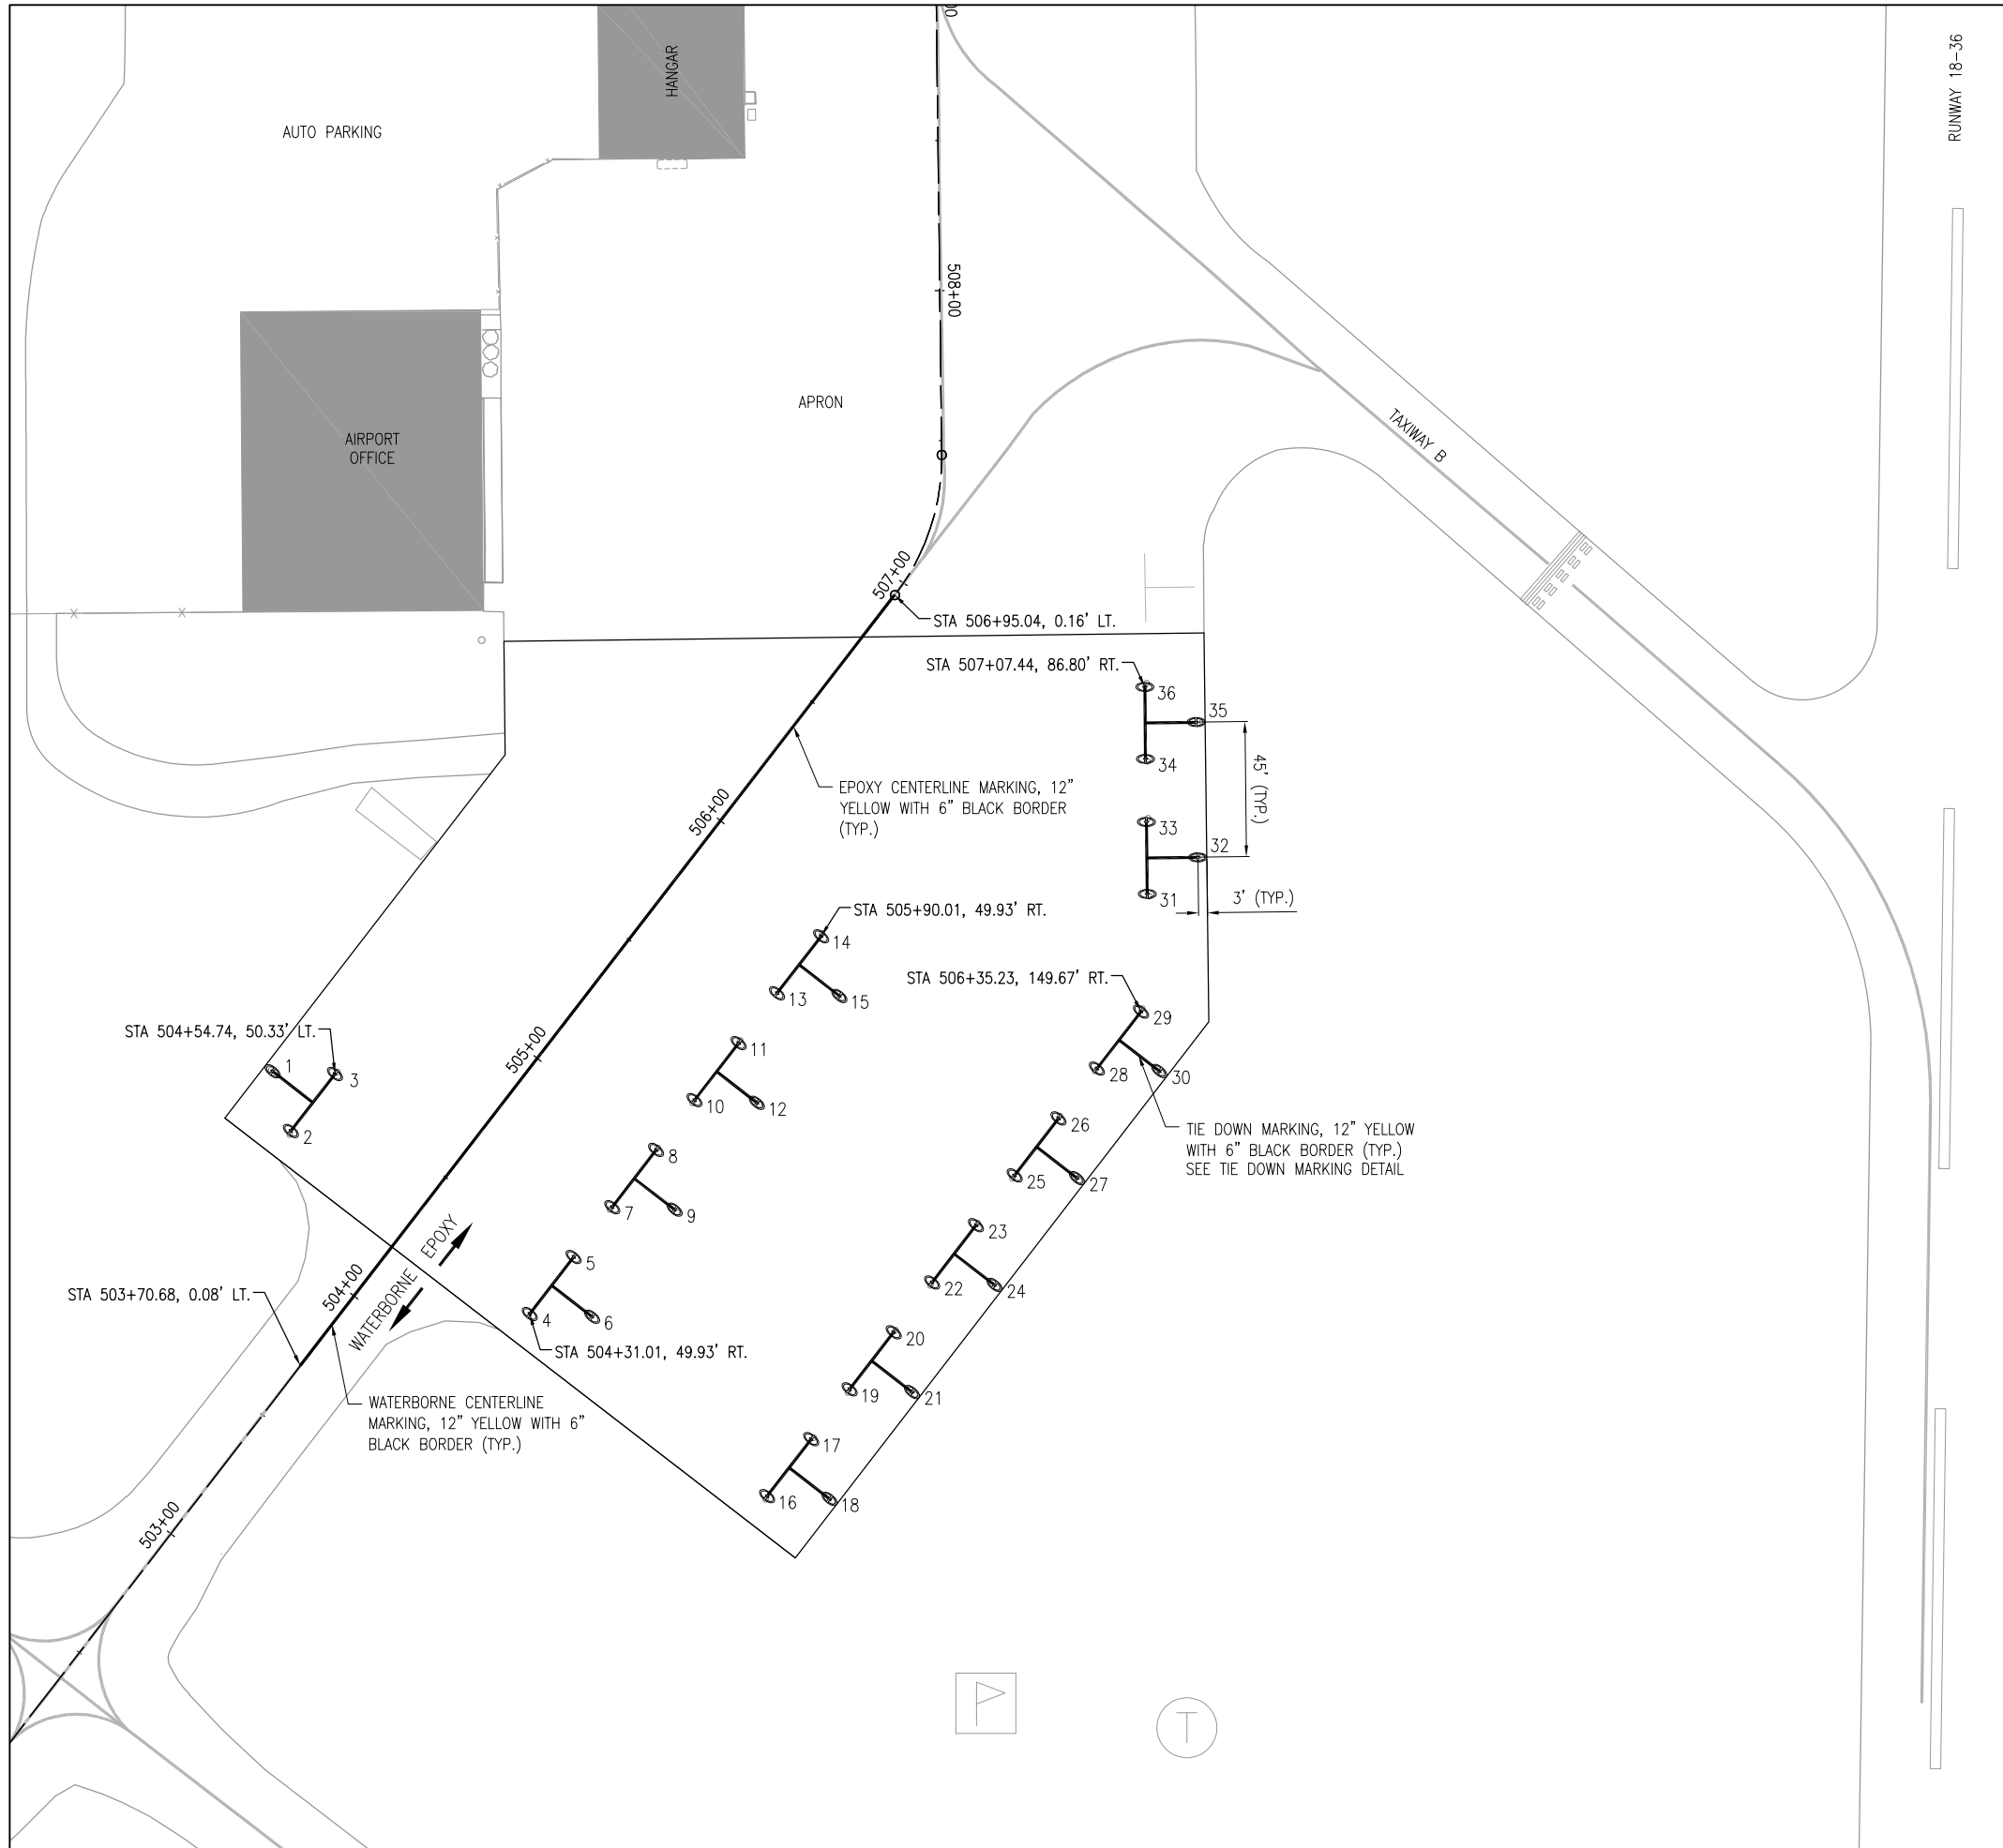 RUNWAY 18-36
HANGAR
AUTO PARKING
508+00
APRON
TAXIWAY B
AIRPORT
OFFICE
507+00
STA 506+95.04, 0.16' LT.
STA 507+07.44, 86.80' RT.
36
35
34
45' (TYP.)
EPOXY CENTERLINE MARKING, 12"
YELLOW WITH 6" BLACK BORDER
(TYP.)
506+00
33
32
31
3' (TYP.)
STA 505+90.01, 49.93' RT.
14
13
15
STA 506+35.23, 149.67' RT.
29
28
30
STA 504+54.74, 50.33' LT.
1
3
2
505+00
11
10
12
26
25
27
TIE DOWN MARKING, 12" YELLOW
WITH 6" BLACK BORDER (TYP.)
SEE TIE DOWN MARKING DETAIL
8
7
9
23
22
24
EPOXY
WATERBORNE
5
4
6
STA 504+31.01, 49.93' RT.
504+00
STA 503+70.68, 0.08' LT.
20
19
21
WATERBORNE CENTERLINE
MARKING, 12" YELLOW WITH 6"
BLACK BORDER (TYP.)
17
16
18
503+00
T